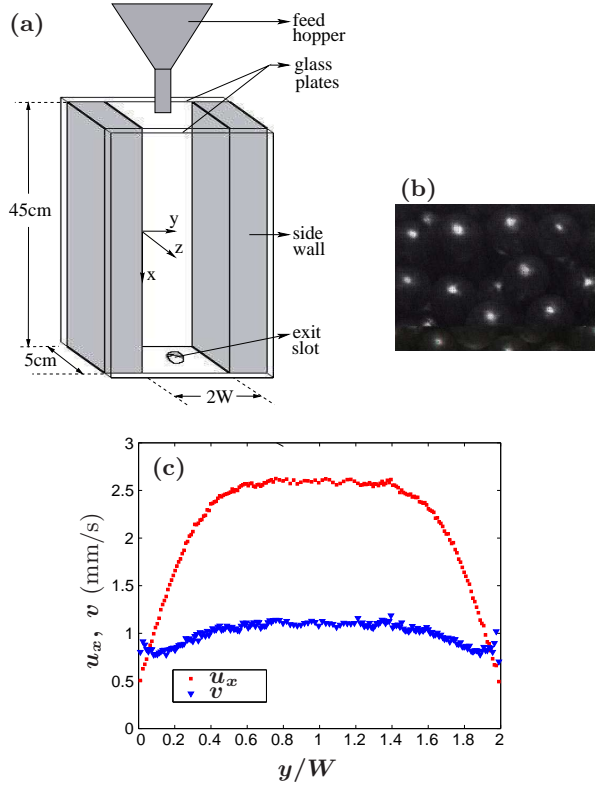 (a)
feed
hopper
glass
plates
45cm
y
z
x
side
wall
exit
slot
5cm
2W
(b)
(c)
3
2.5
2
1.5
1
0.5
0
u_x, v (mm/s)
u_x
v
0 0.2 0.4 0.6 0.8 1 1.2 1.4 1.6 1.8 2
y/W